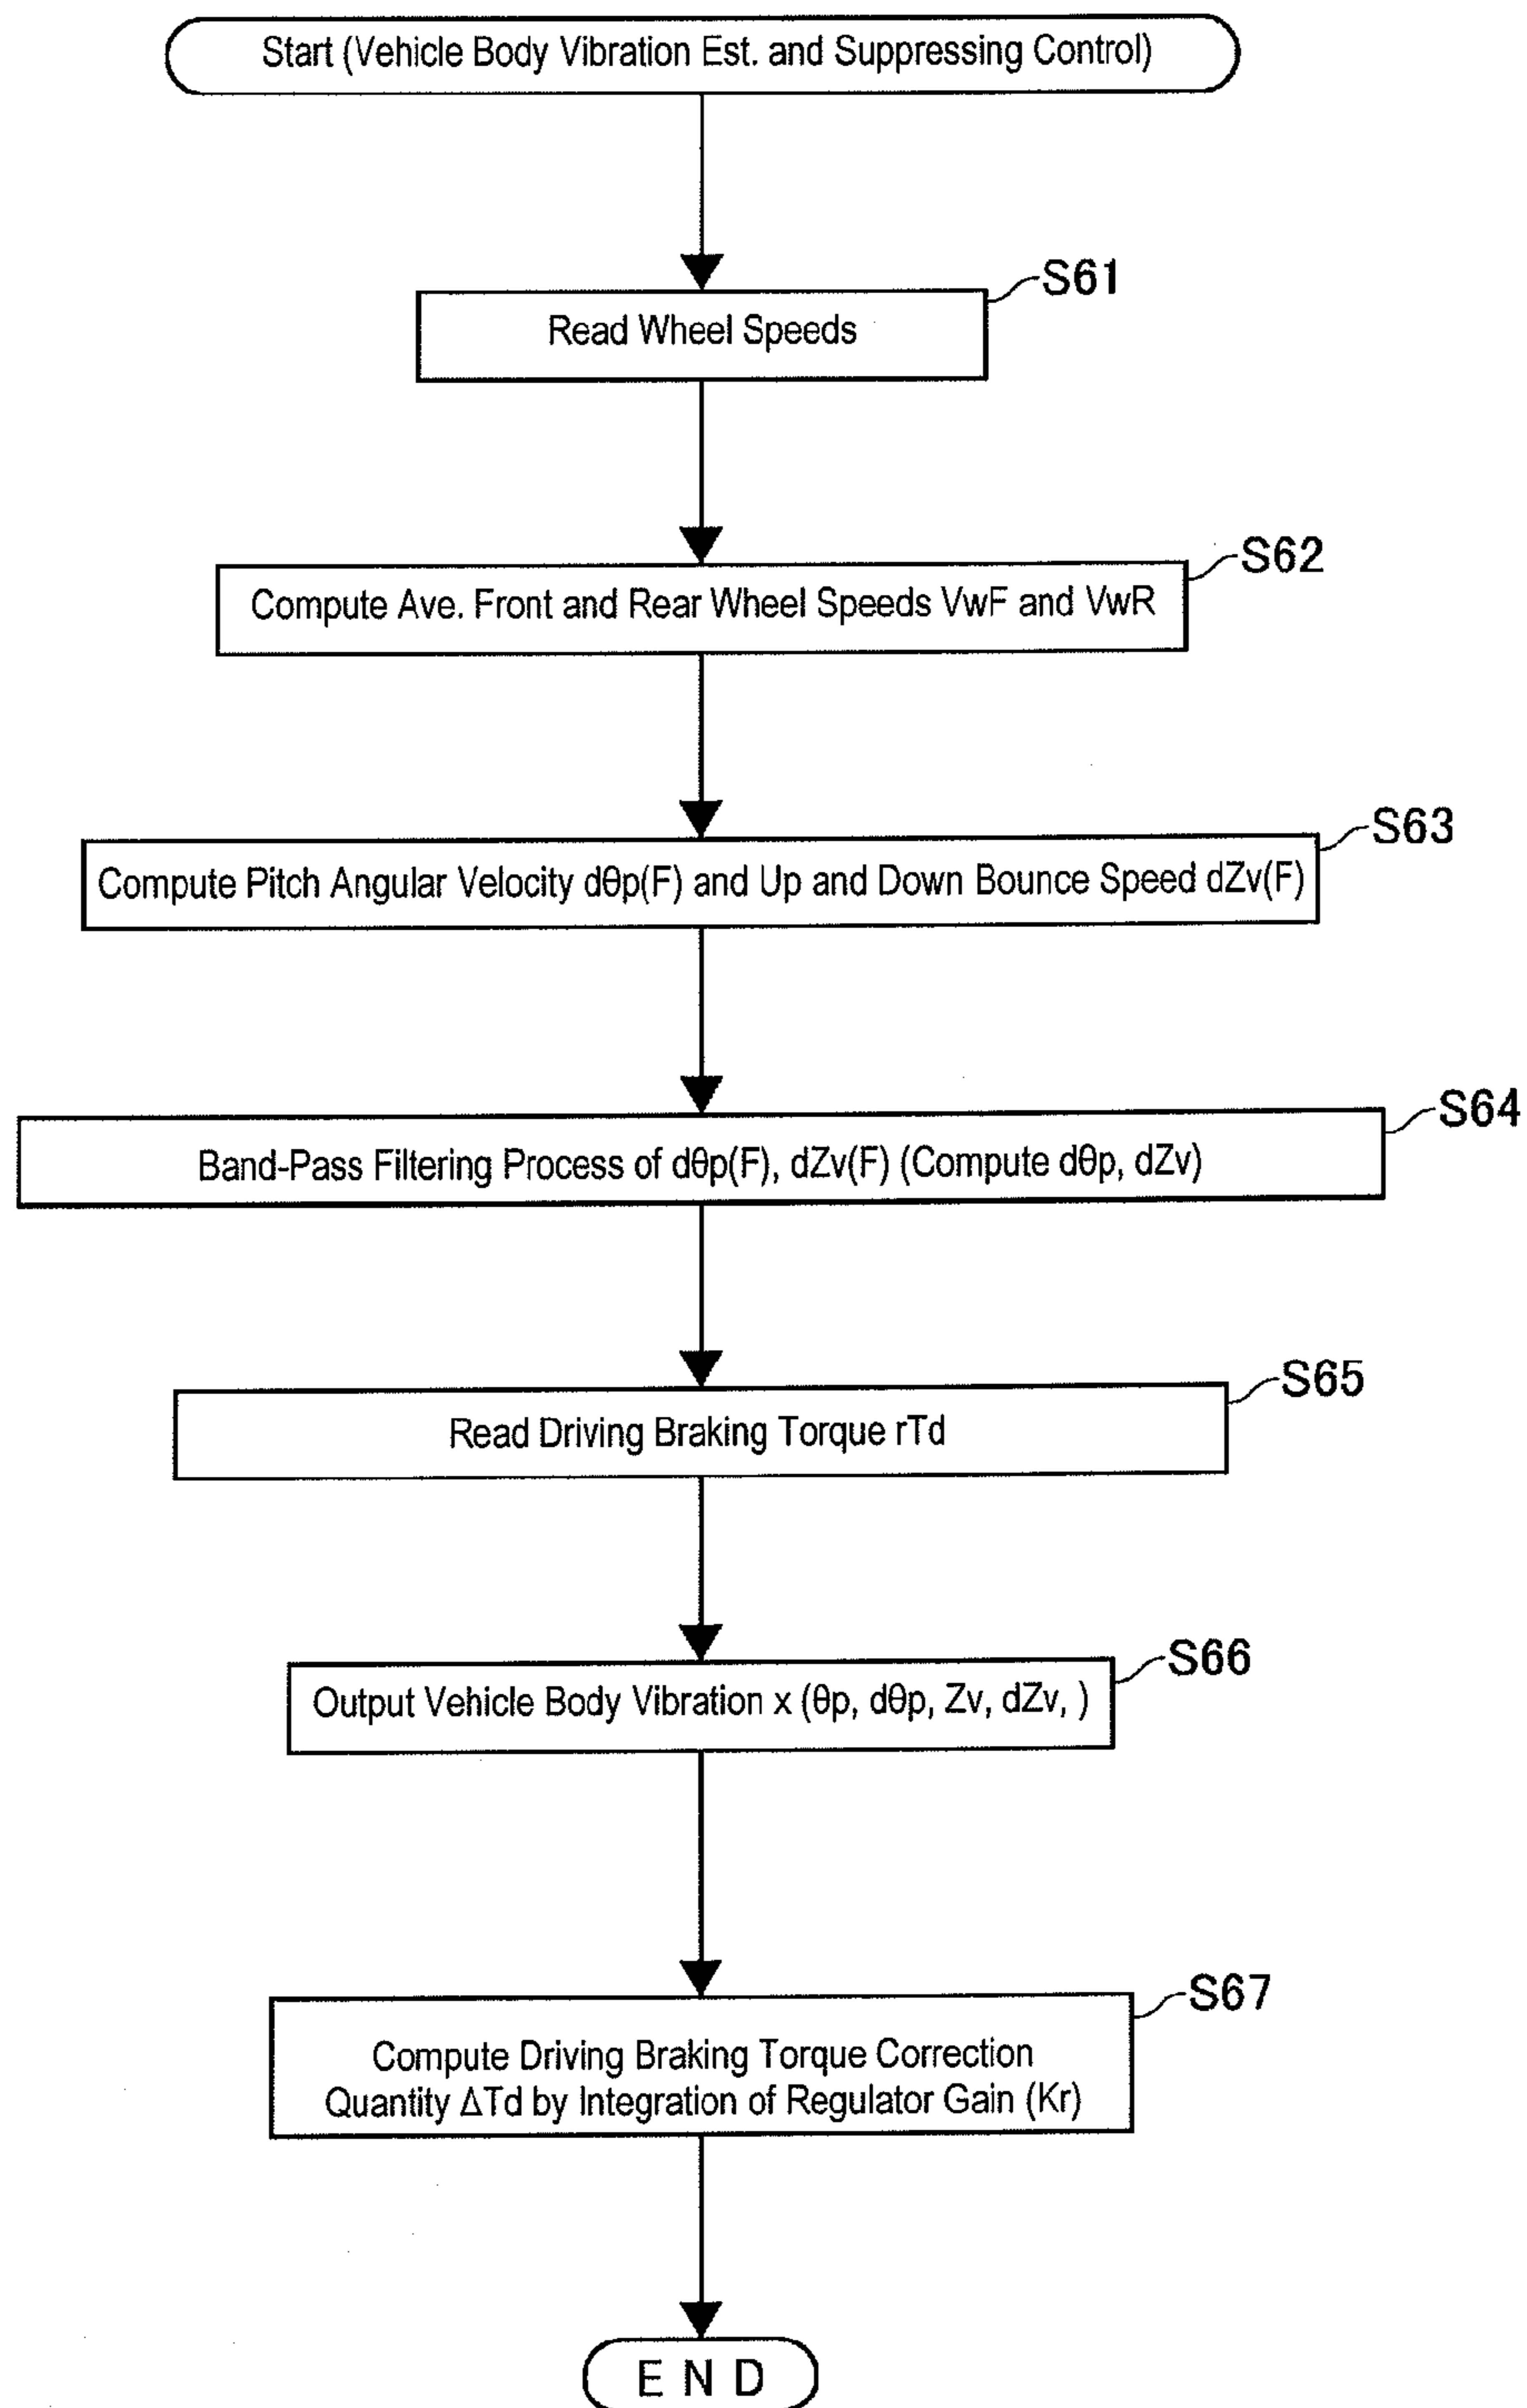 Start (Vehicle Body Vibration Est. and Suppressing Control)
S61
Read Wheel Speeds
S62
Compute Ave. Front and Rear Wheel Speeds VwF and VwR
S63
Compute Pitch Angular Velocity dθp(F) and Up and Down Bounce Speed dZv(F)
S64
Band-Pass Filtering Process of dθp(F), dZv(F) (Compute dθp, dZv)
S65
Read Driving Braking Torque rTd
S66
Output Vehicle Body Vibration x (θp, dθp, Zv, dZv, )
S67
Compute Driving Braking Torque Correction
Quantity ΔTd by Integration of Regulator Gain (Kr)
E N D